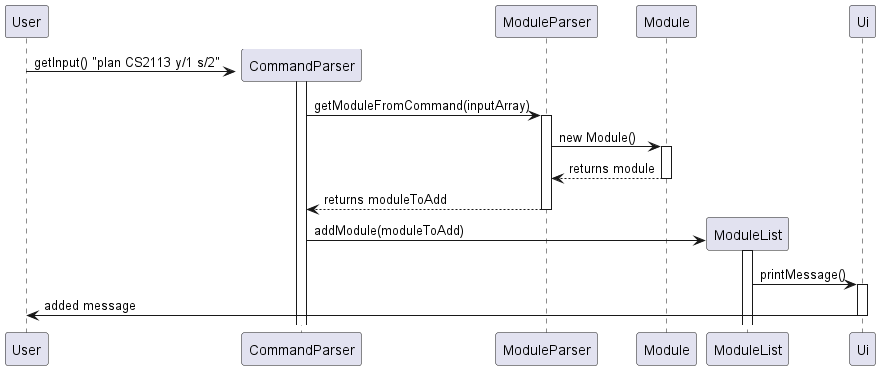 User
ModuleParser
Module
Ui
getInput() "plan CS2113 y/1 s/2"
CommandParser
getModuleFromCommand(inputArray)
new Module()
returns module
returns moduleToAdd
addModule(moduleToAdd)
ModuleList
printMessage()
added message
User
CommandParser
ModuleParser
Module
ModuleList
Ui